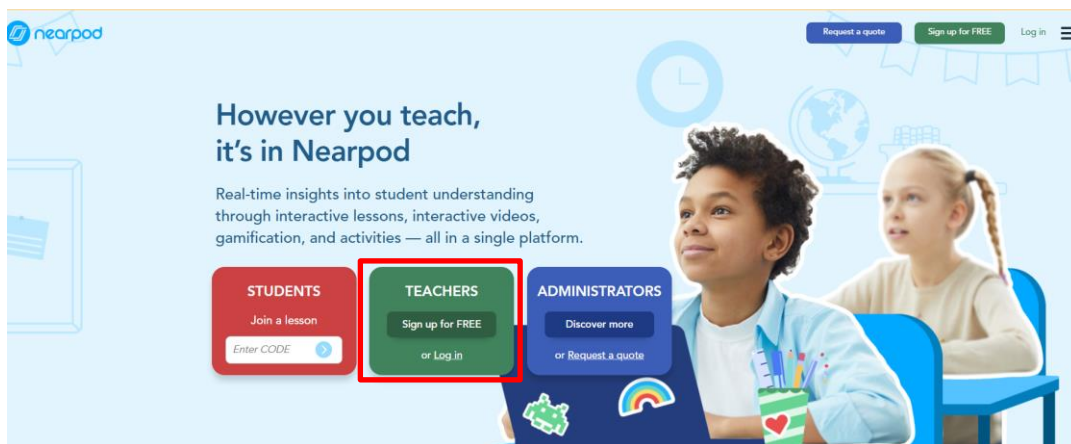 nearpod
Request a quote
Sign up for FREE
Log in
However you teach,
it's in Nearpod
Real-time insights into student understanding
through interactive lessons, interactive videos,
gamification, and activities — all in a single platform.
STUDENTS
Join a lesson
Enter CODE
TEACHERS
Sign up for FREE
or Log in
ADMINISTRATORS
Discover more
or Request a quote